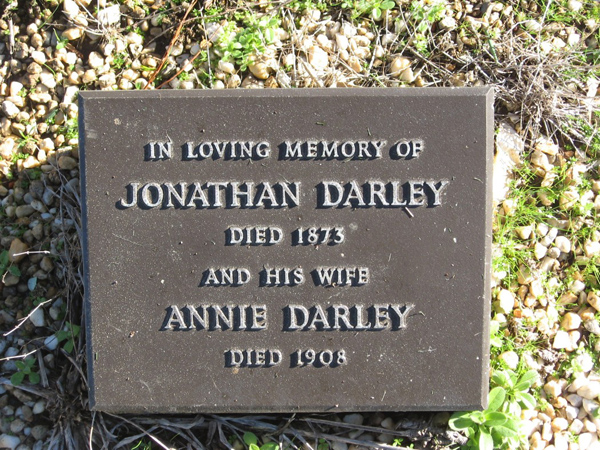 IN LOVING MEMORY OF
JONATHAN DARLEY
DIED 1873
AND HIS WIFE
ANNIE DARLEY
DIED 1908